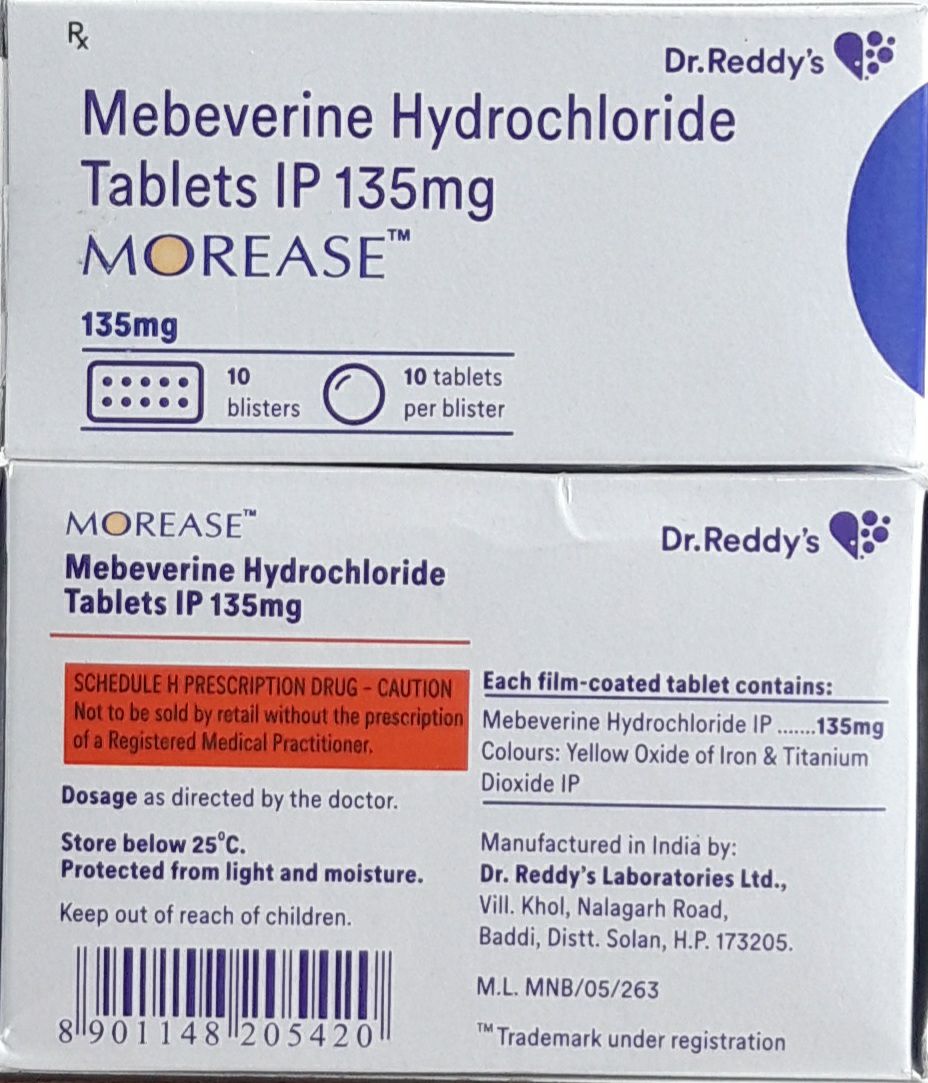 Rx
Dr.Reddy's
Mebeverine Hydrochloride
Tablets IP 135mg
MOREASE™
135mg
10
blisters
10 tablets
per blister
MOREASE™
Dr.Reddy's
Mebeverine Hydrochloride
Tablets IP 135mg
SCHEDULE H PRESCRIPTION DRUG – CAUTION
Not to be sold by retail without the prescription
of a Registered Medical Practitioner.
Dosage as directed by the doctor.
Store below 25°C.
Protected from light and moisture.
Keep out of reach of children.
8 901148 205420
Each film-coated tablet contains:
Mebeverine Hydrochloride IP .......135mg
Colours: Yellow Oxide of Iron & Titanium
Dioxide IP
Manufactured in India by:
Dr. Reddy's Laboratories Ltd.,
Vill. Khol, Nalagarh Road,
Baddi, Distt. Solan, H.P. 173205.
M.L. MNB/05/263
™Trademark under registration